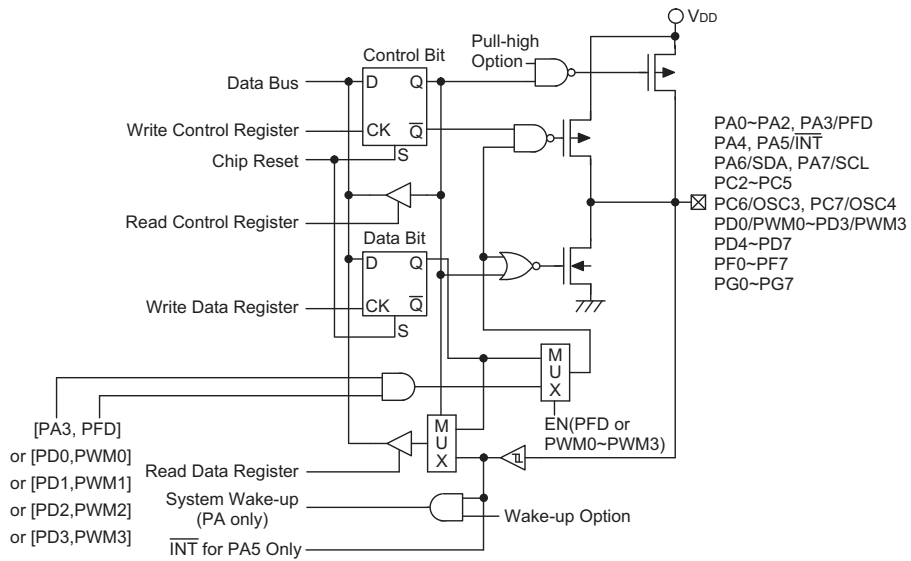 VDD
Pull-high
Option
Control Bit
Data Bus
D
Q
Write Control Register
CK
Q̅
Chip Reset
S
Read Control Register
Data Bit
D
Q
Write Data Register
CK
Q̅
S
PA0~PA2, PA3/PFD
PA4, PA5/I̅N̅T̅
PA6/SDA, PA7/SCL
PC2~PC5
PC6/OSC3, PC7/OSC4
PD0/PWM0~PD3/PWM3
PD4~PD7
PF0~PF7
PG0~PG7
M
U
X
EN(PFD or
PWM0~PWM3)
[PA3, PFD]
or [PD0,PWM0]
or [PD1,PWM1]
or [PD2,PWM2]
or [PD3,PWM3]
M
U
X
Read Data Register
System Wake-up
(PA only)
Wake-up Option
I̅N̅T̅ for PA5 Only